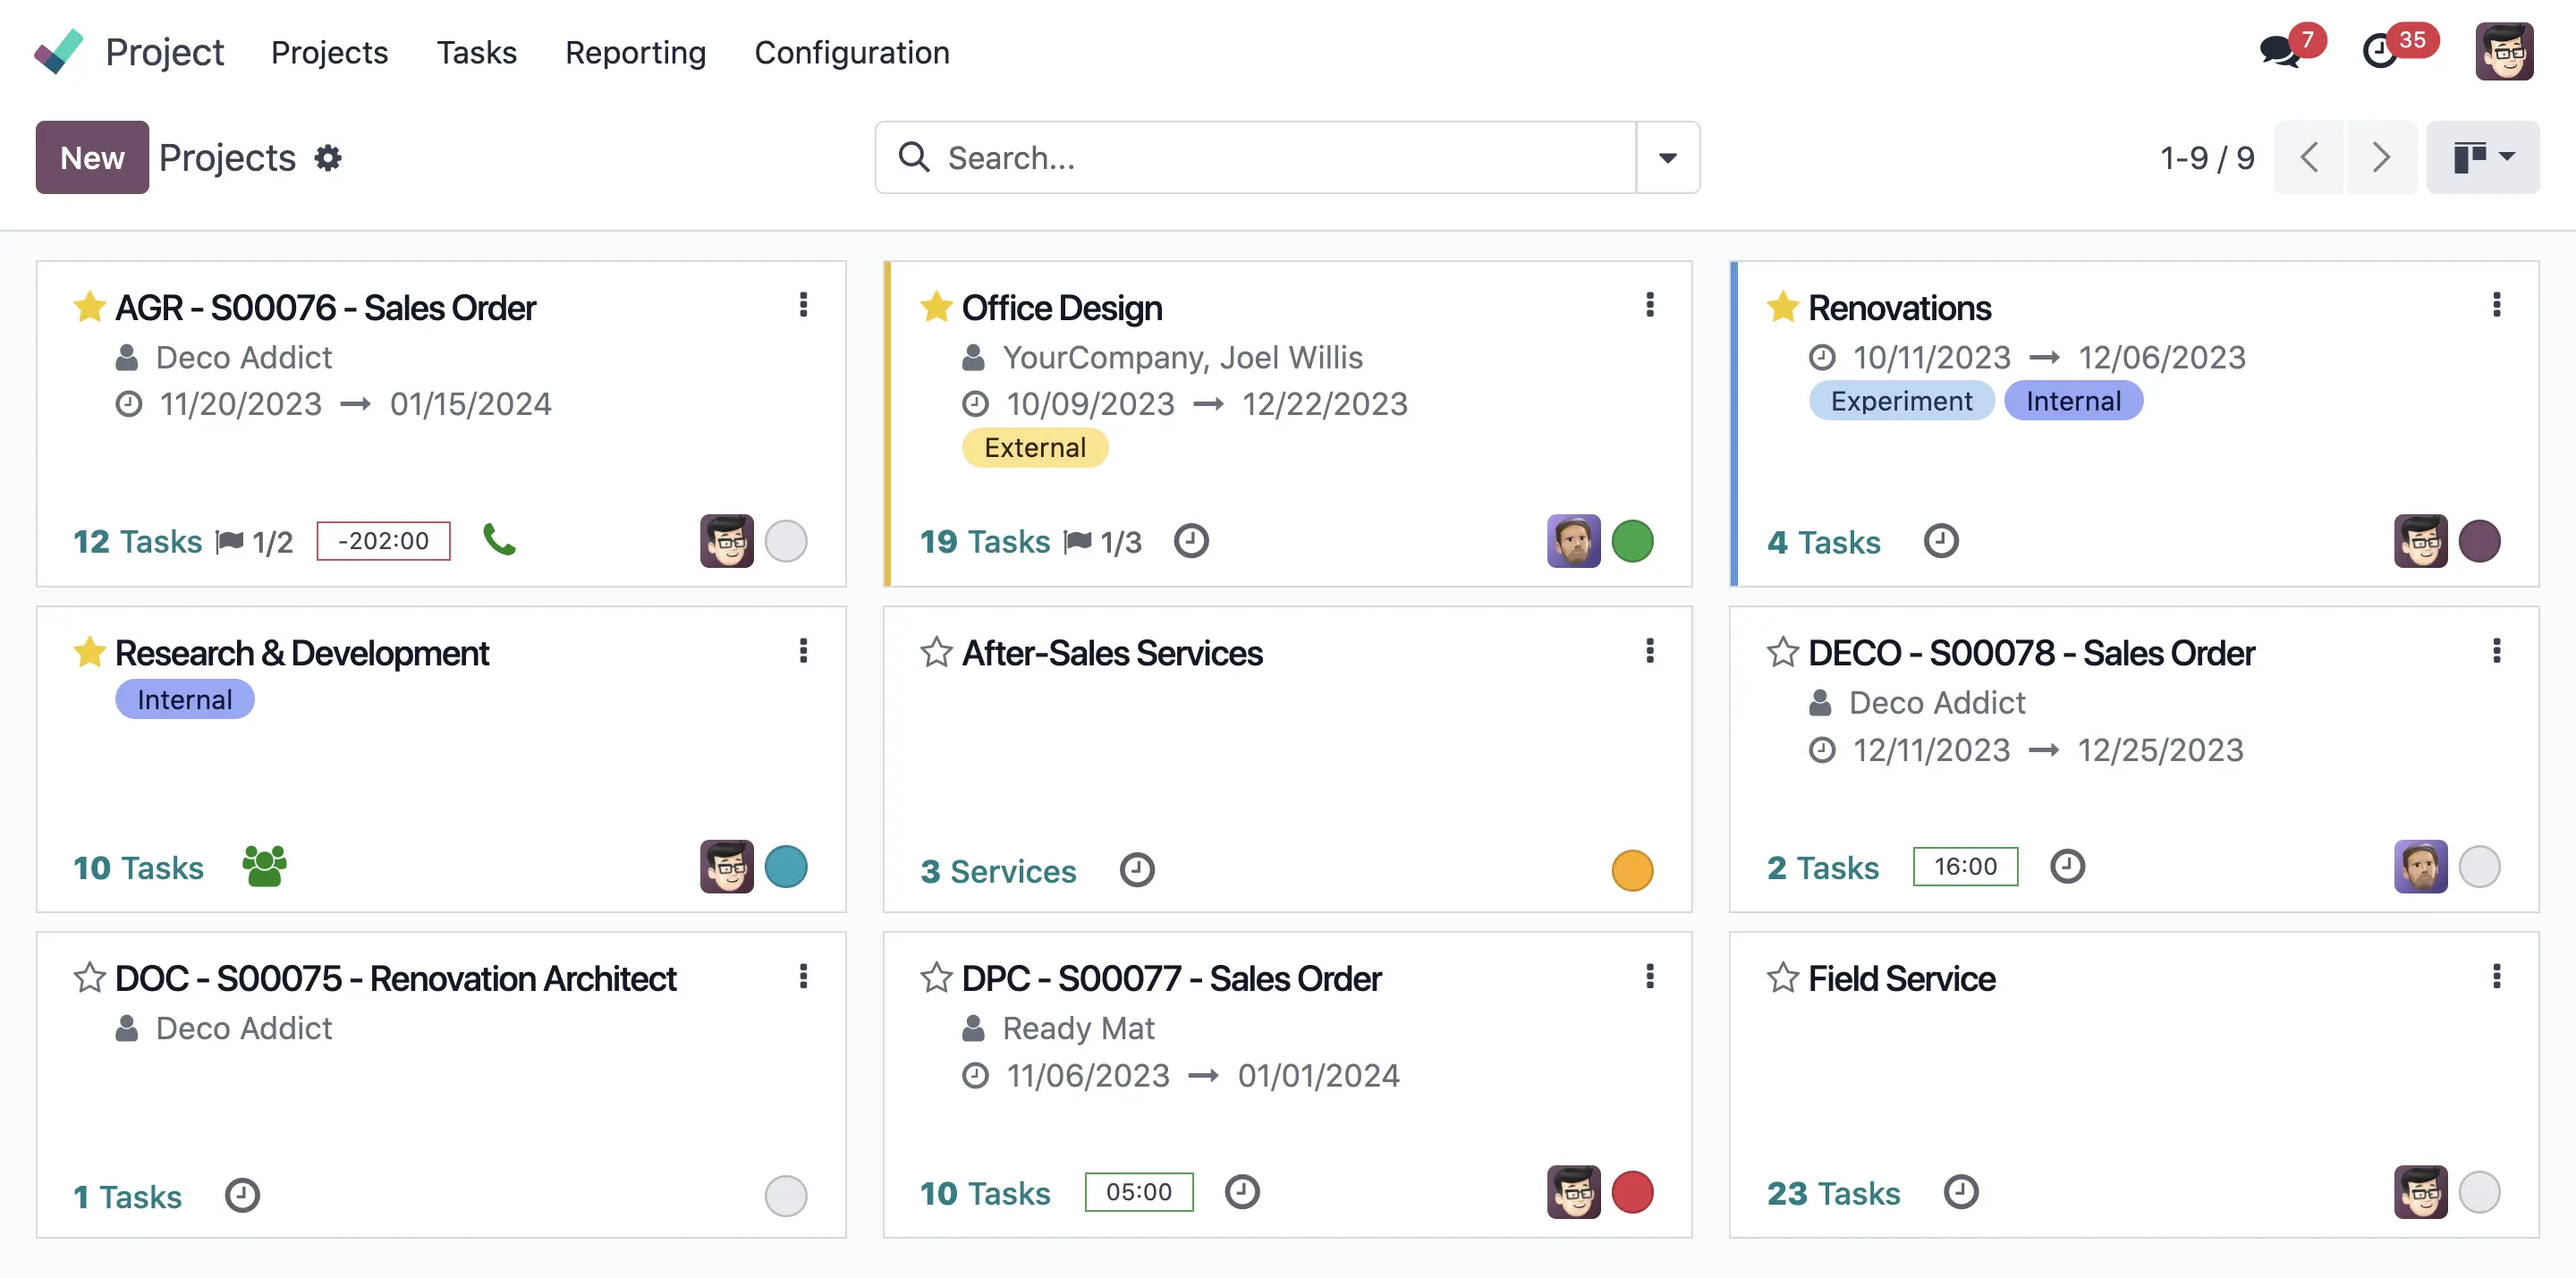 Project Projects Tasks Reporting Configuration 7 35
New Projects Search... 1-9 / 9
AGR - S00076 - Sales Order
Deco Addict
11/20/2023 → 01/15/2024
12 Tasks 1/2 -202:00
Office Design
YourCompany, Joel Willis
10/09/2023 → 12/22/2023
External
19 Tasks 1/3
Renovations
10/11/2023 → 12/06/2023
Experiment Internal
4 Tasks
Research & Development
Internal
10 Tasks
After-Sales Services
3 Services
DECO - S00078 - Sales Order
Deco Addict
12/11/2023 → 12/25/2023
2 Tasks 16:00
DOC - S00075 - Renovation Architect
Deco Addict
1 Tasks
DPC - S00077 - Sales Order
Ready Mat
11/06/2023 → 01/01/2024
10 Tasks 05:00
Field Service
23 Tasks